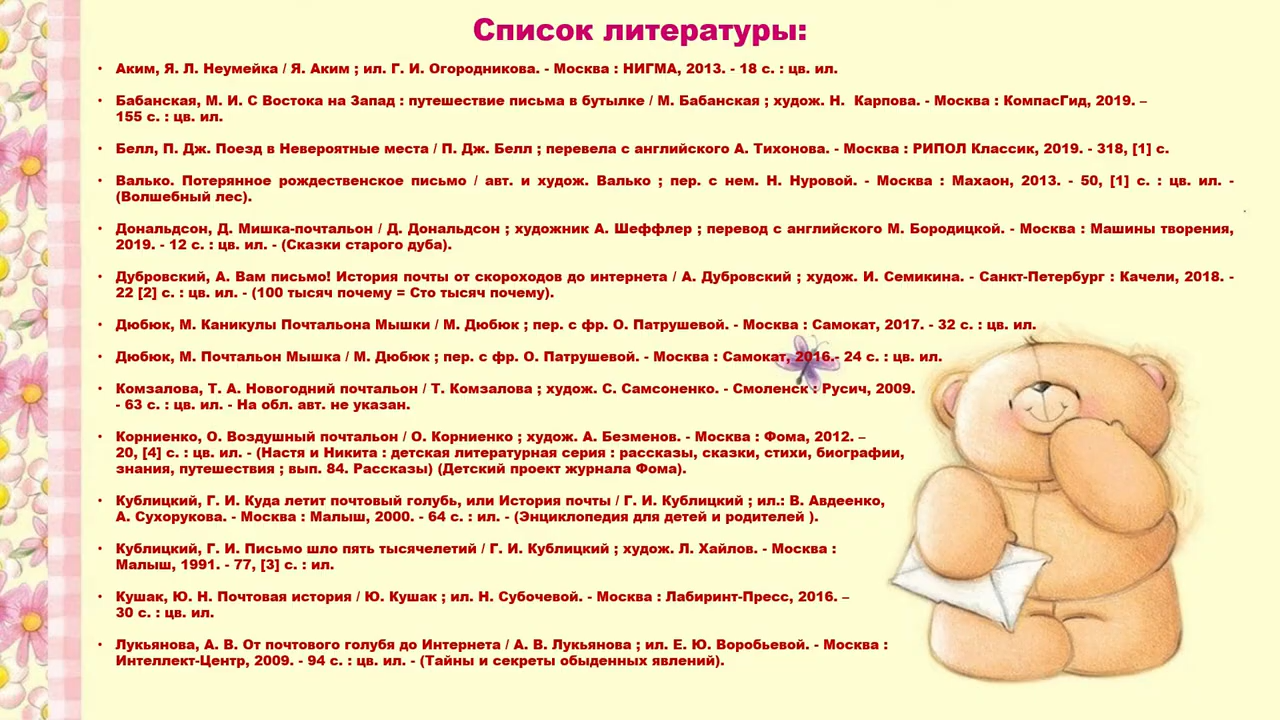 Список литературы:
• Аким, Я. Л. Неумейка / Я. Аким ; ил. Г. И. Огородникова. - Москва : НИГМА, 2013. - 18 с. : цв. ил.
• Бабанская, М. И. С Востока на Запад : путешествие письма в бутылке / М. Бабанская ; худож. Н. Карпова. - Москва : КомпасГид, 2019. –
155 с. : цв. ил.
• Белл, П. Дж. Поезд в Невероятные места / П. Дж. Белл ; перевела с английского А. Тихонова. - Москва : РИПОЛ Классик, 2019. - 318, [1] с.
• Валько. Потерянное рождественское письмо / авт. и худож. Валько ; пер. с нем. Н. Нуровой. - Москва : Махаон, 2013. - 50, [1] с. : цв. ил. -
(Волшебный лес).
• Дональдсон, Д. Мишка-почтальон / Д. Дональдсон ; художник А. Шеффлер ; перевод с английского М. Бородицкой. - Москва : Машины творения,
2019. - 12 с. : цв. ил. - (Сказки старого дуба).
• Дубровский, А. Вам письмо! История почты от скороходов до интернета / А. Дубровский ; худож. И. Семикина. - Санкт-Петербург : Качели, 2018. -
22 [2] с. : цв. ил. - (100 тысяч почему = Сто тысяч почему).
• Дюбюк, М. Каникулы Почтальона Мышки / М. Дюбюк ; пер. с фр. О. Патрушевой. - Москва : Самокат, 2017. - 32 с. : цв. ил.
• Дюбюк, М. Почтальон Мышка / М. Дюбюк ; пер. с фр. О. Патрушевой. - Москва : Самокат, 2016.- 24 с. : цв. ил.
• Комзалова, Т. А. Новогодний почтальон / Т. Комзалова ; худож. С. Самсоненко. - Смоленск : Русич, 2009.
- 63 с. : цв. ил. - На обл. авт. не указан.
• Корниенко, О. Воздушный почтальон / О. Корниенко ; худож. А. Безменов. - Москва : Фома, 2012. –
20, [4] с. : цв. ил. - (Настя и Никита : детская литературная серия : рассказы, сказки, стихи, биографии,
знания, путешествия ; вып. 84. Рассказы) (Детский проект журнала Фома).
• Кублицкий, Г. И. Куда летит почтовый голубь, или История почты / Г. И. Кублицкий ; ил.: В. Авдеенко,
А. Сухорукова. - Москва : Малыш, 2000. - 64 с. : ил. - (Энциклопедия для детей и родителей ).
• Кублицкий, Г. И. Письмо шло пять тысячелетий / Г. И. Кублицкий ; худож. Л. Хайлов. - Москва :
Малыш, 1991. - 77, [3] с. : ил.
• Кушак, Ю. Н. Почтовая история / Ю. Кушак ; ил. Н. Субочевой. - Москва : Лабиринт-Пресс, 2016. –
30 с. : цв. ил.
• Лукьянова, А. В. От почтового голубя до Интернета / А. В. Лукьянова ; ил. Е. Ю. Воробьевой. - Москва :
Интеллект-Центр, 2009. - 94 с. : цв. ил. - (Тайны и секреты обыденных явлений).